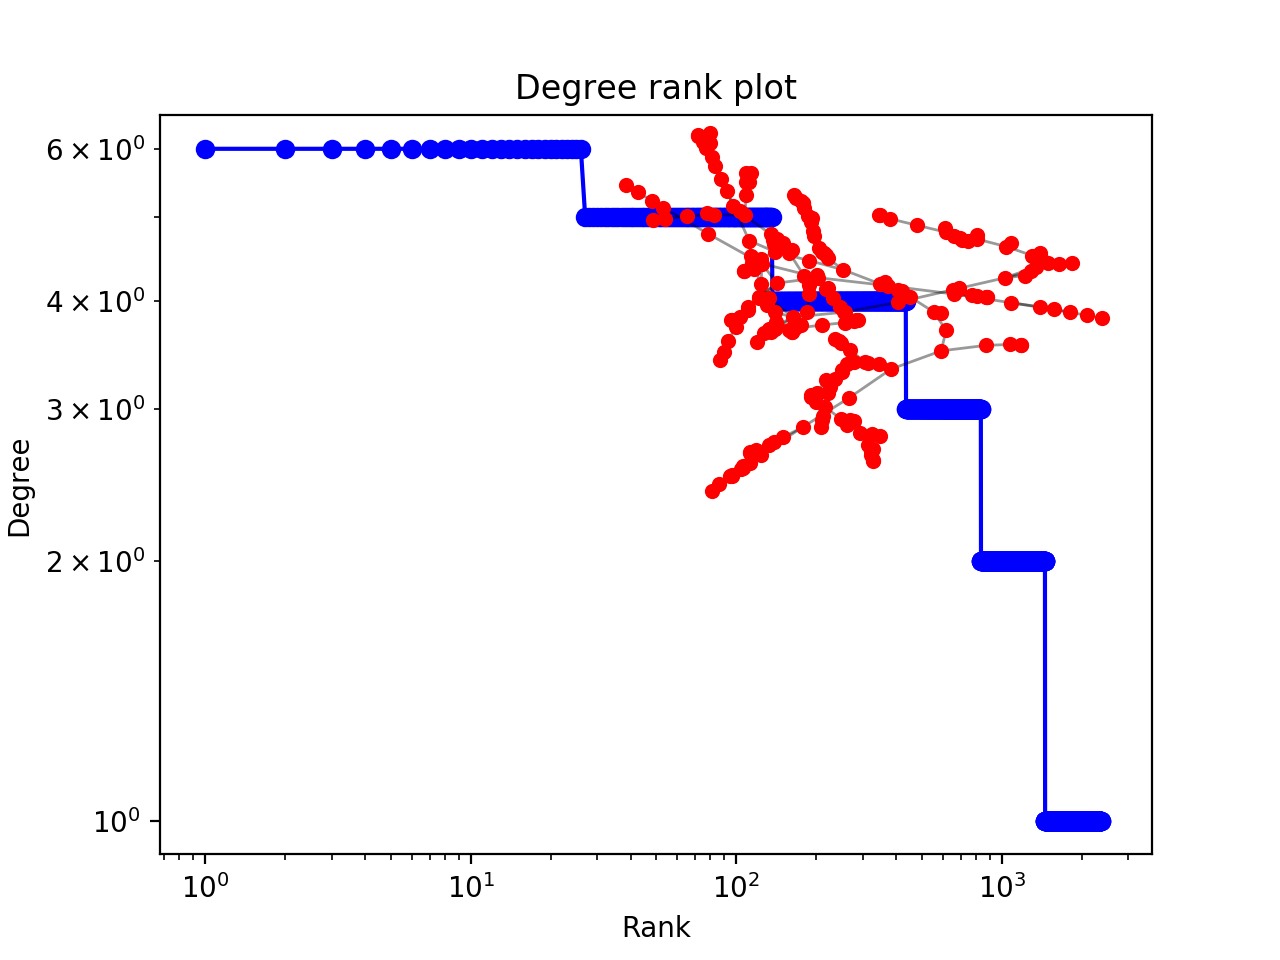 Degree rank plot
6 × 10⁰
4 × 10⁰
3 × 10⁰
2 × 10⁰
10⁰
Degree
10⁰ 10¹ 10² 10³
Rank